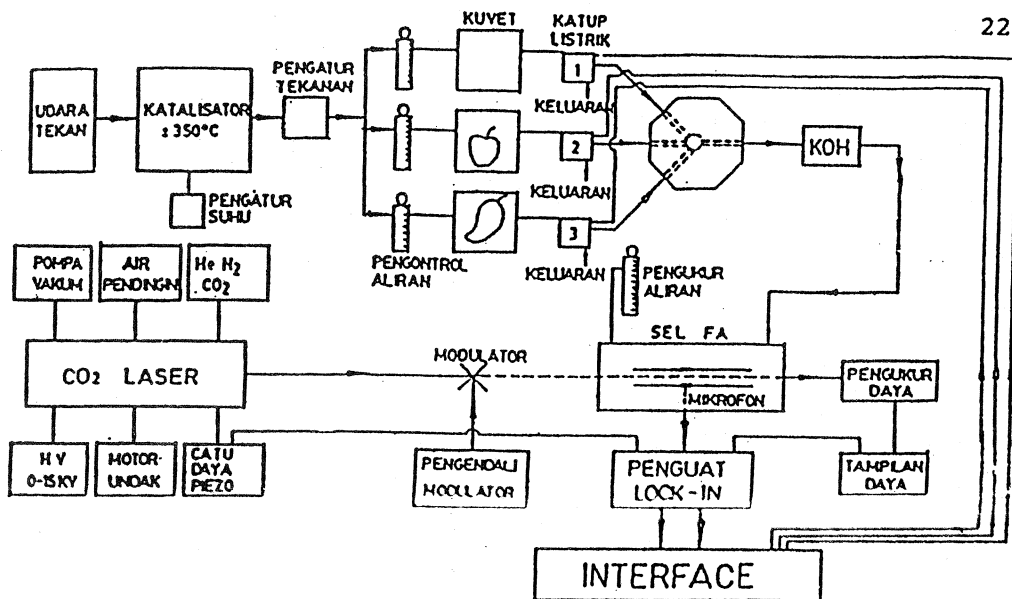 22
KUVET
KATUP
LISTRIK
UDARA
TEKAN
KATALISATOR
± 350°C
PENGATUR
TEKANAN
PENGATUR
SUHU
1
KELUARAN
2
KELUARAN
3
KELUARAN
KOH
PENGONTROL
ALIRAN
PENGUKUR
ALIRAN
POMPA
VAKUM
AIR
PENDINGIN
He N2
CO2
CO2 LASER
MODULATOR
SEL FA
MIKROFON
PENGUKUR
DAYA
HV
0-15KV
MOTOR-
UNDAK
CATU
DAYA
PIEZO
PENGENDALI
MODULATOR
PENGUAT
LOCK-IN
TAMPILAN
DAYA
INTERFACE